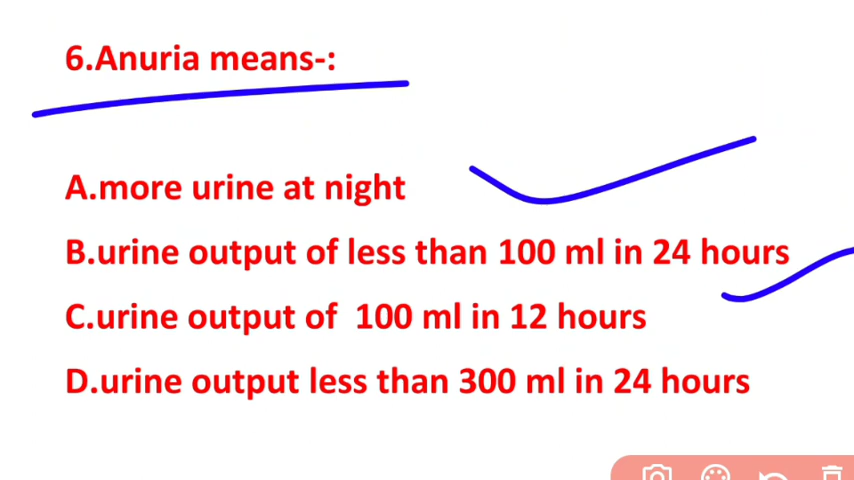 6.Anuria means-:
A.more urine at night
B.urine output of less than 100 ml in 24 hours
C.urine output of  100 ml in 12 hours
D.urine output less than 300 ml in 24 hours